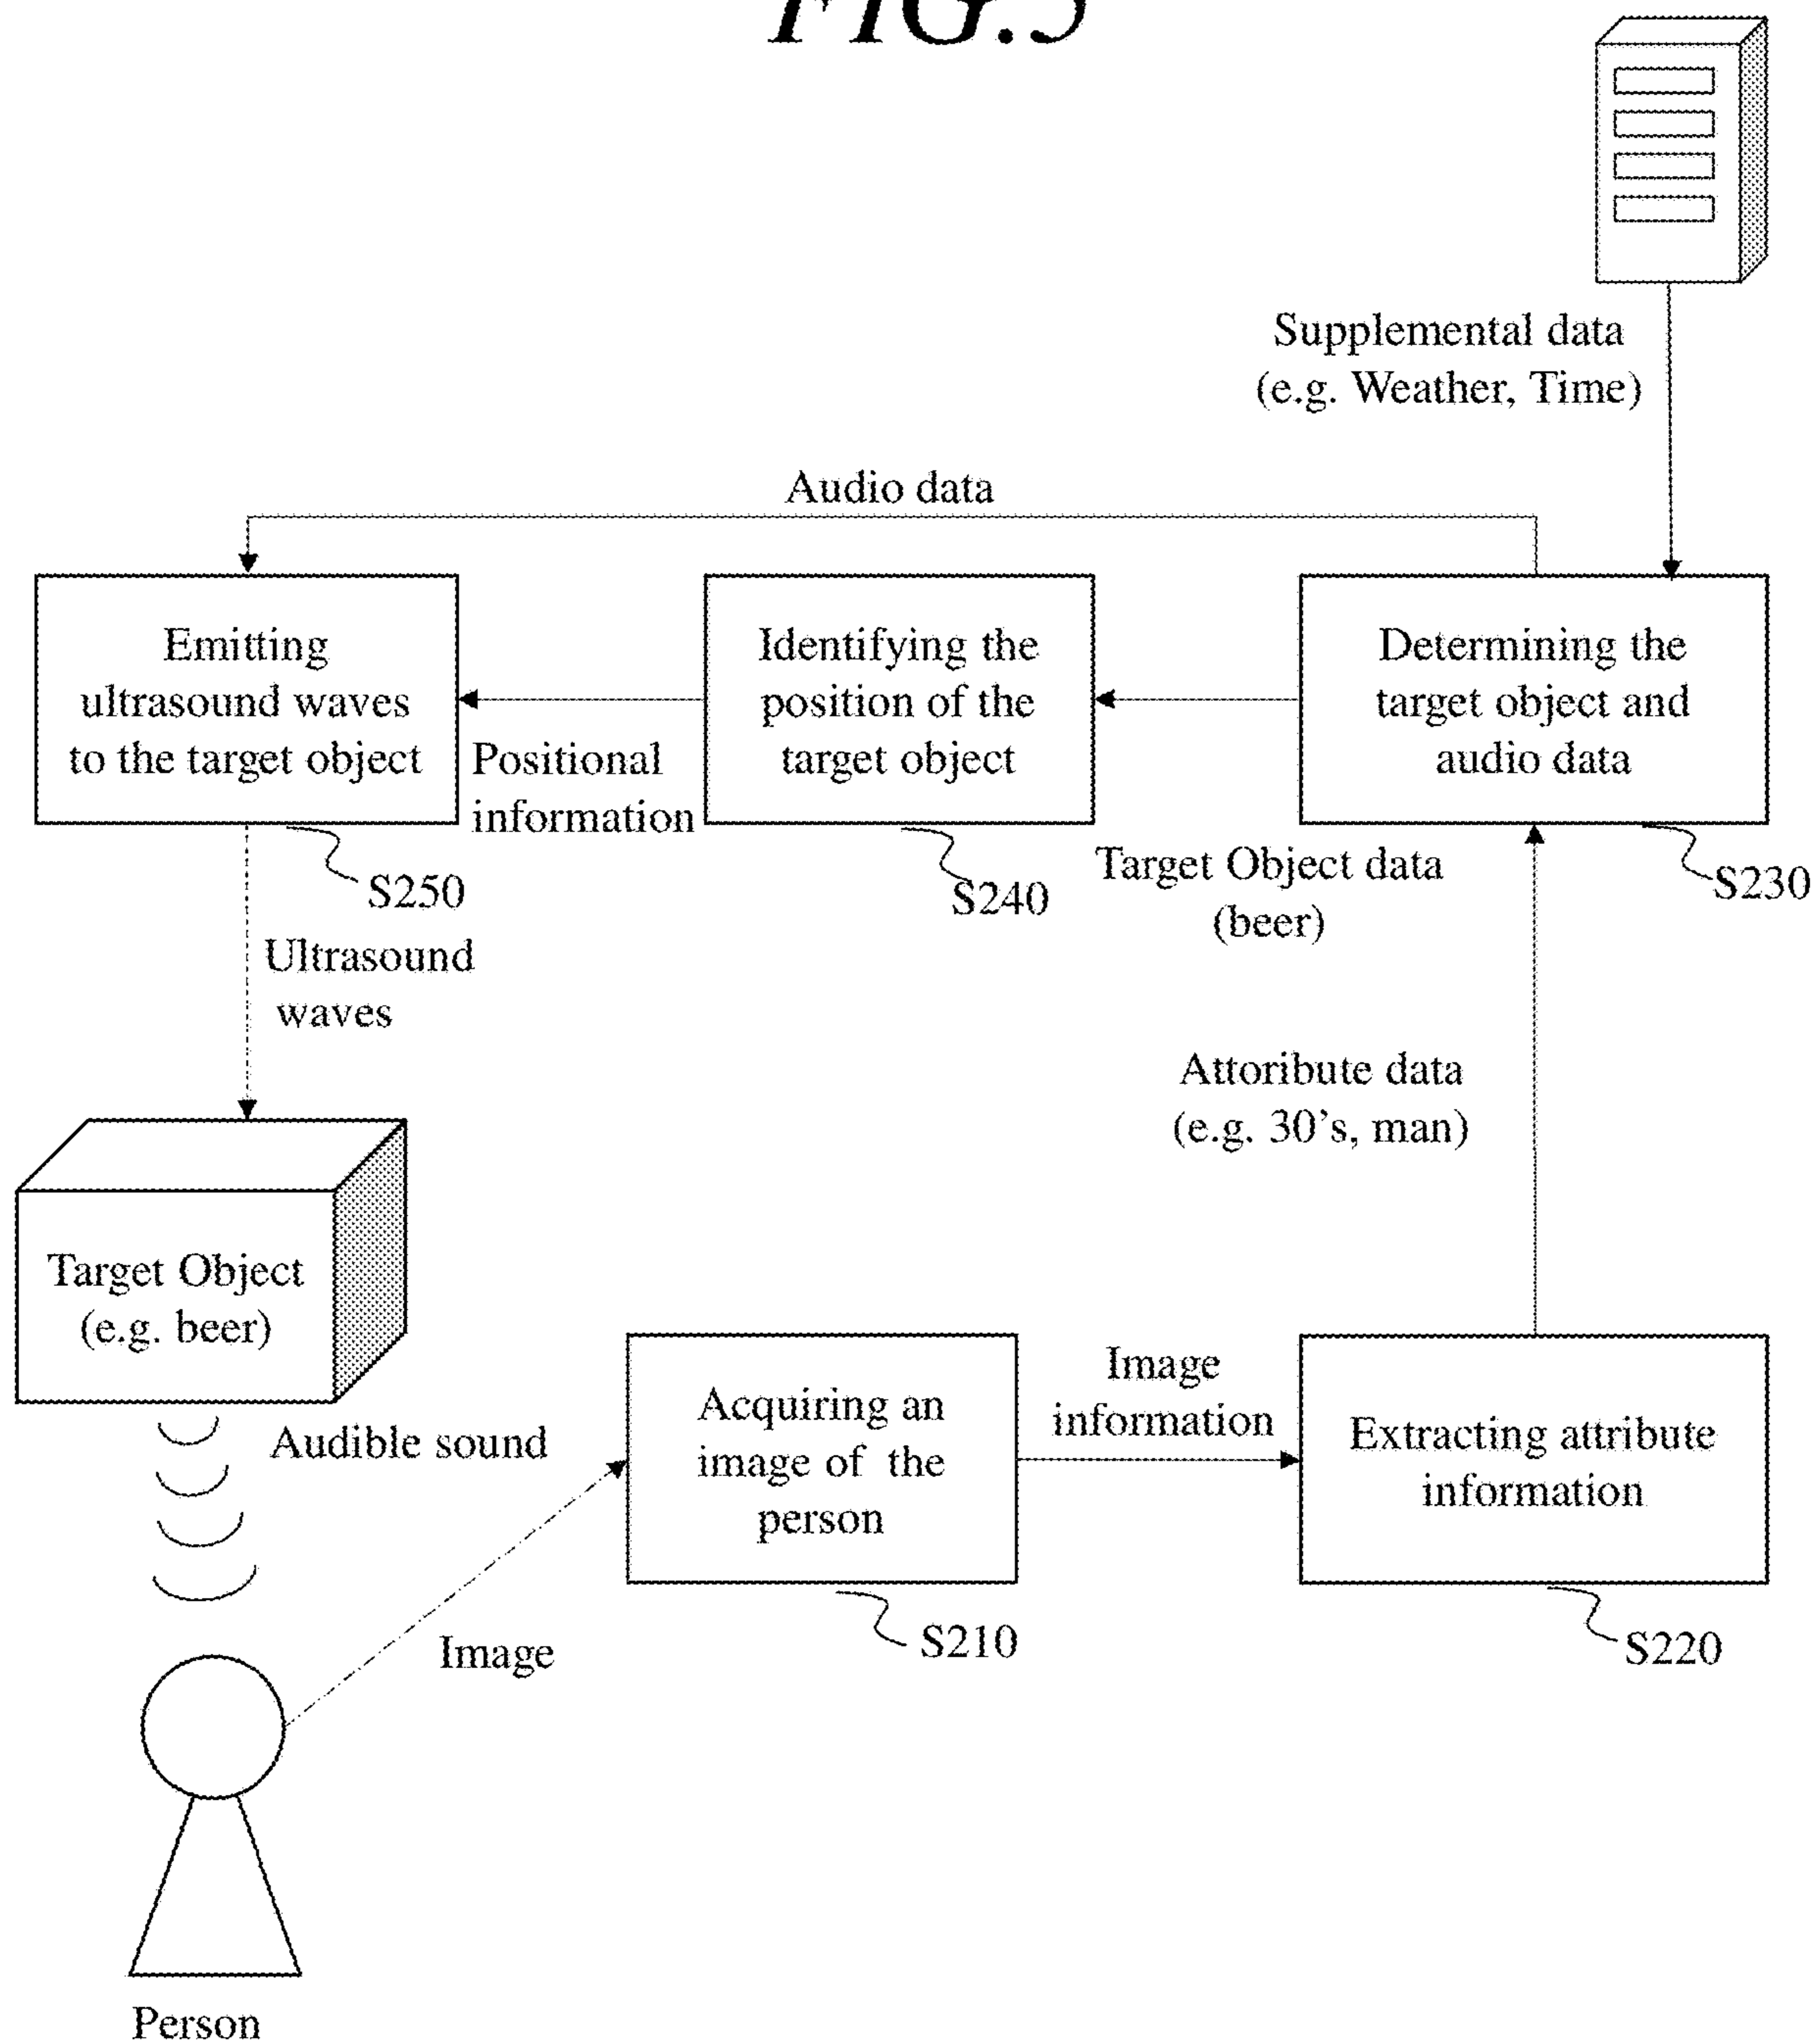 FIG.5
Supplemental data
(e.g. Weather, Time)
Audio data
Emitting
ultrasound waves
to the target object
Positional
information
Identifying the
position of the
target object
Determining the
target object and
audio data
S250
S240
Target Object data
(beer)
S230
Ultrasound
waves
Attoribute data
(e.g. 30's, man)
Target Object
(e.g. beer)
Audible sound
Acquiring an
image of the
person
Image
information
Extracting attribute
information
S210
S220
Image
Person